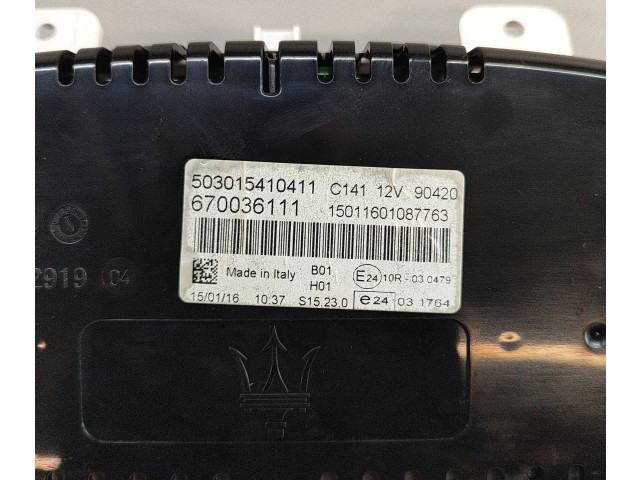 503015410411 C141 12V 90420
670036111 15011601087763
Made in Italy B01 E24 10R - 03 0479
H01
15/01/16 10:37 S15.23.0 e24 03 1764
2919 04